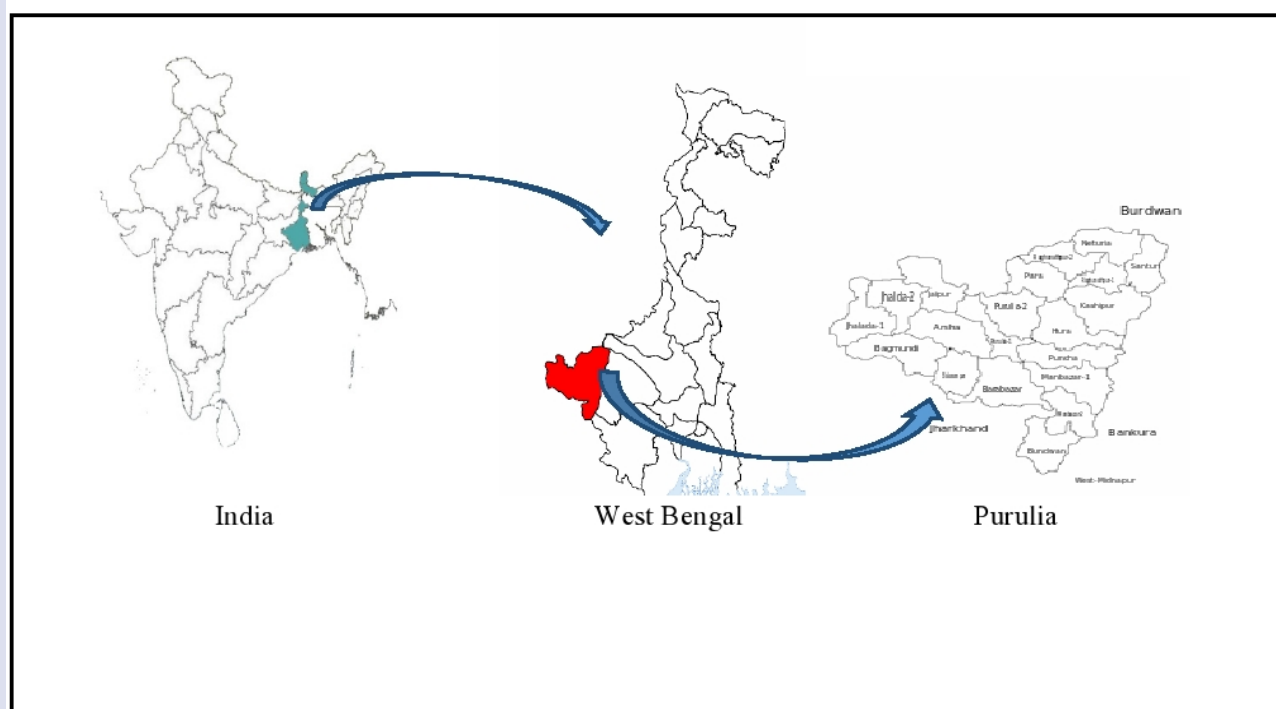 Burdwan
Neturia
Santuri
Para
Kashipur
Jhalda-2
Jaipur
Purulia-2
Jhalada-1
Arsha
Hura
Bagmundi
Puncha
Manbazar-1
Barabazar
Jharkhand
Bankura
Bundwan
West-Midnapur
India
West Bengal
Purulia